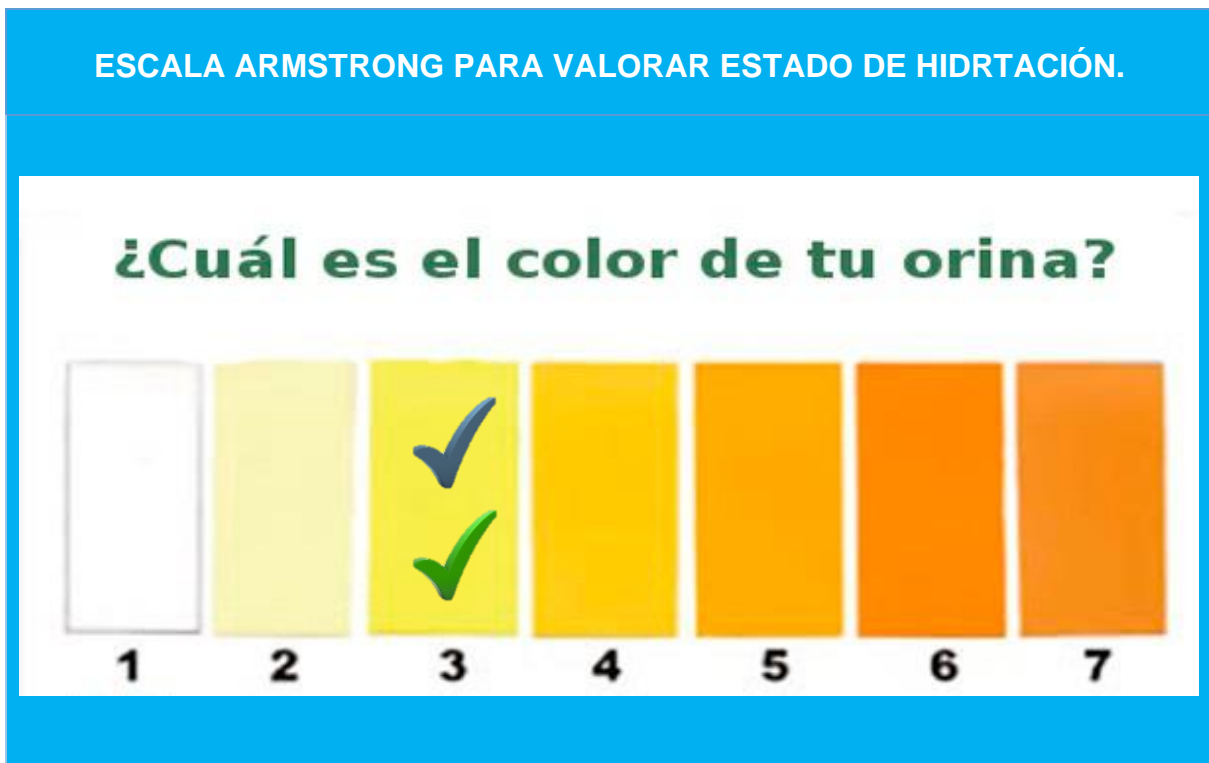 ESCALA ARMSTRONG PARA VALORAR ESTADO DE HIDRTACIÓN.
¿Cuál es el color de tu orina?
1 2 3 4 5 6 7